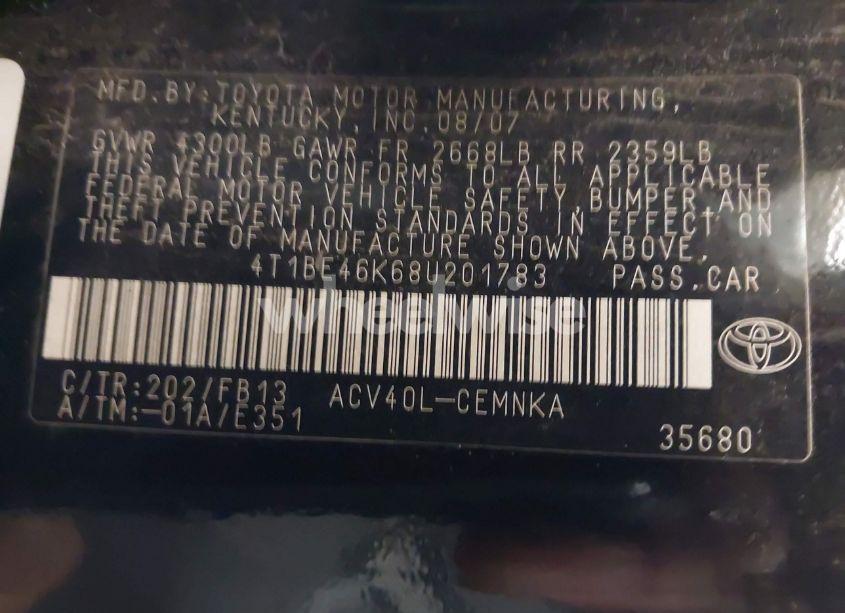 MFD.BY:TOYOTA MOTOR MANUFACTURING,
KENTUCKY, INC.08/07
GVWR 4300LB GAWR FR 2668LB RR 2359LB
THIS VEHICLE CONFORMS TO ALL APPLICABLE
FEDERAL MOTOR VEHICLE SAFETY,BUMPER,AND
THEFT PREVENTION STANDARDS IN EFFECT ON
THE DATE OF MANUFACTURE SHOWN ABOVE.
4T1BE46K68U201783 PASS.CAR
wheelwise
C/TR:202/FB13 ACV40L-CEMNKA
A/TM:-01A/E351
35680